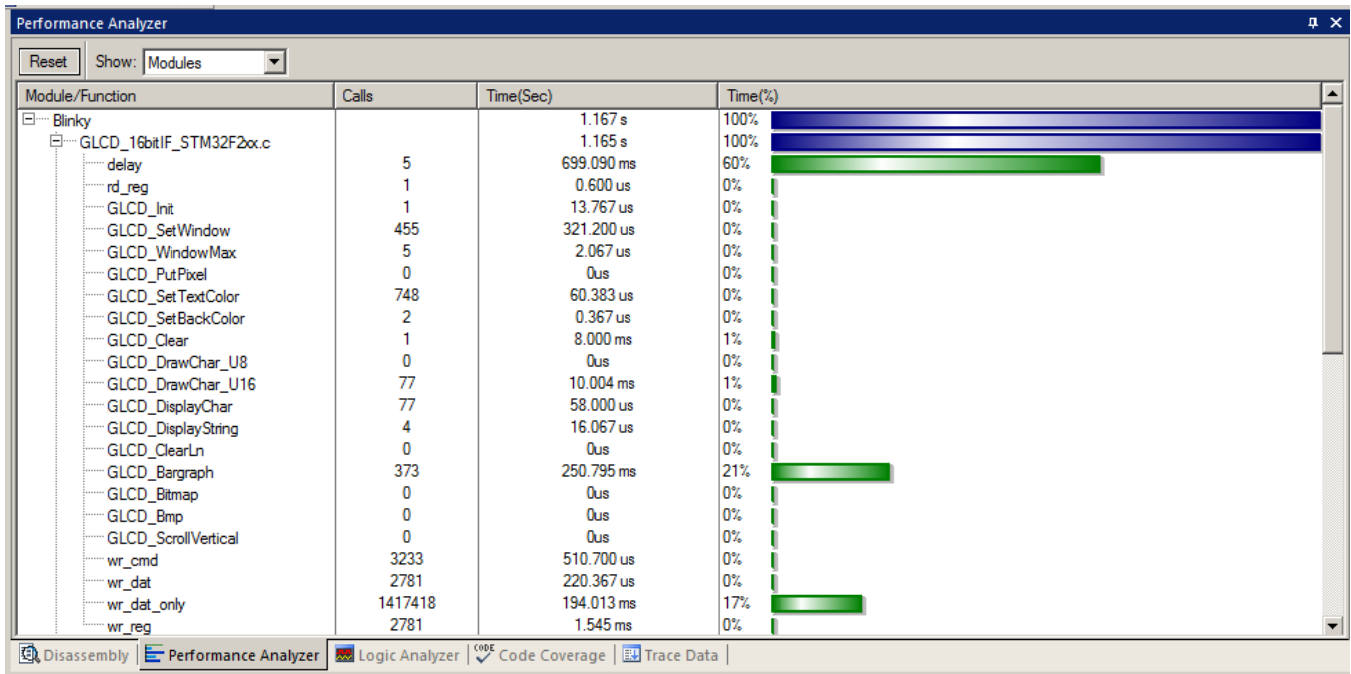 Performance Analyzer
Reset Show: Modules
Module/Function Calls Time(Sec) Time(%)
Blinky 1.167 s 100%
GLCD_16bitIF_STM32F2xx.c 1.165 s 100%
delay 5 699.090 ms 60%
rd_reg 1 0.600 us 0%
GLCD_Init 1 13.767 us 0%
GLCD_SetWindow 455 321.200 us 0%
GLCD_WindowMax 5 2.067 us 0%
GLCD_PutPixel 0 0us 0%
GLCD_SetTextColor 748 60.383 us 0%
GLCD_SetBackColor 2 0.367 us 0%
GLCD_Clear 1 8.000 ms 1%
GLCD_DrawChar_U8 0 0us 0%
GLCD_DrawChar_U16 77 10.004 ms 1%
GLCD_DisplayChar 77 58.000 us 0%
GLCD_DisplayString 4 16.067 us 0%
GLCD_ClearLn 0 0us 0%
GLCD_Bargraph 373 250.795 ms 21%
GLCD_Bitmap 0 0us 0%
GLCD_Bmp 0 0us 0%
GLCD_ScrollVertical 0 0us 0%
wr_cmd 3233 510.700 us 0%
wr_dat 2781 220.367 us 0%
wr_dat_only 1417418 194.013 ms 17%
wr_reg 2781 1.545 ms 0%
Disassembly Performance Analyzer Logic Analyzer CODE Code Coverage Trace Data